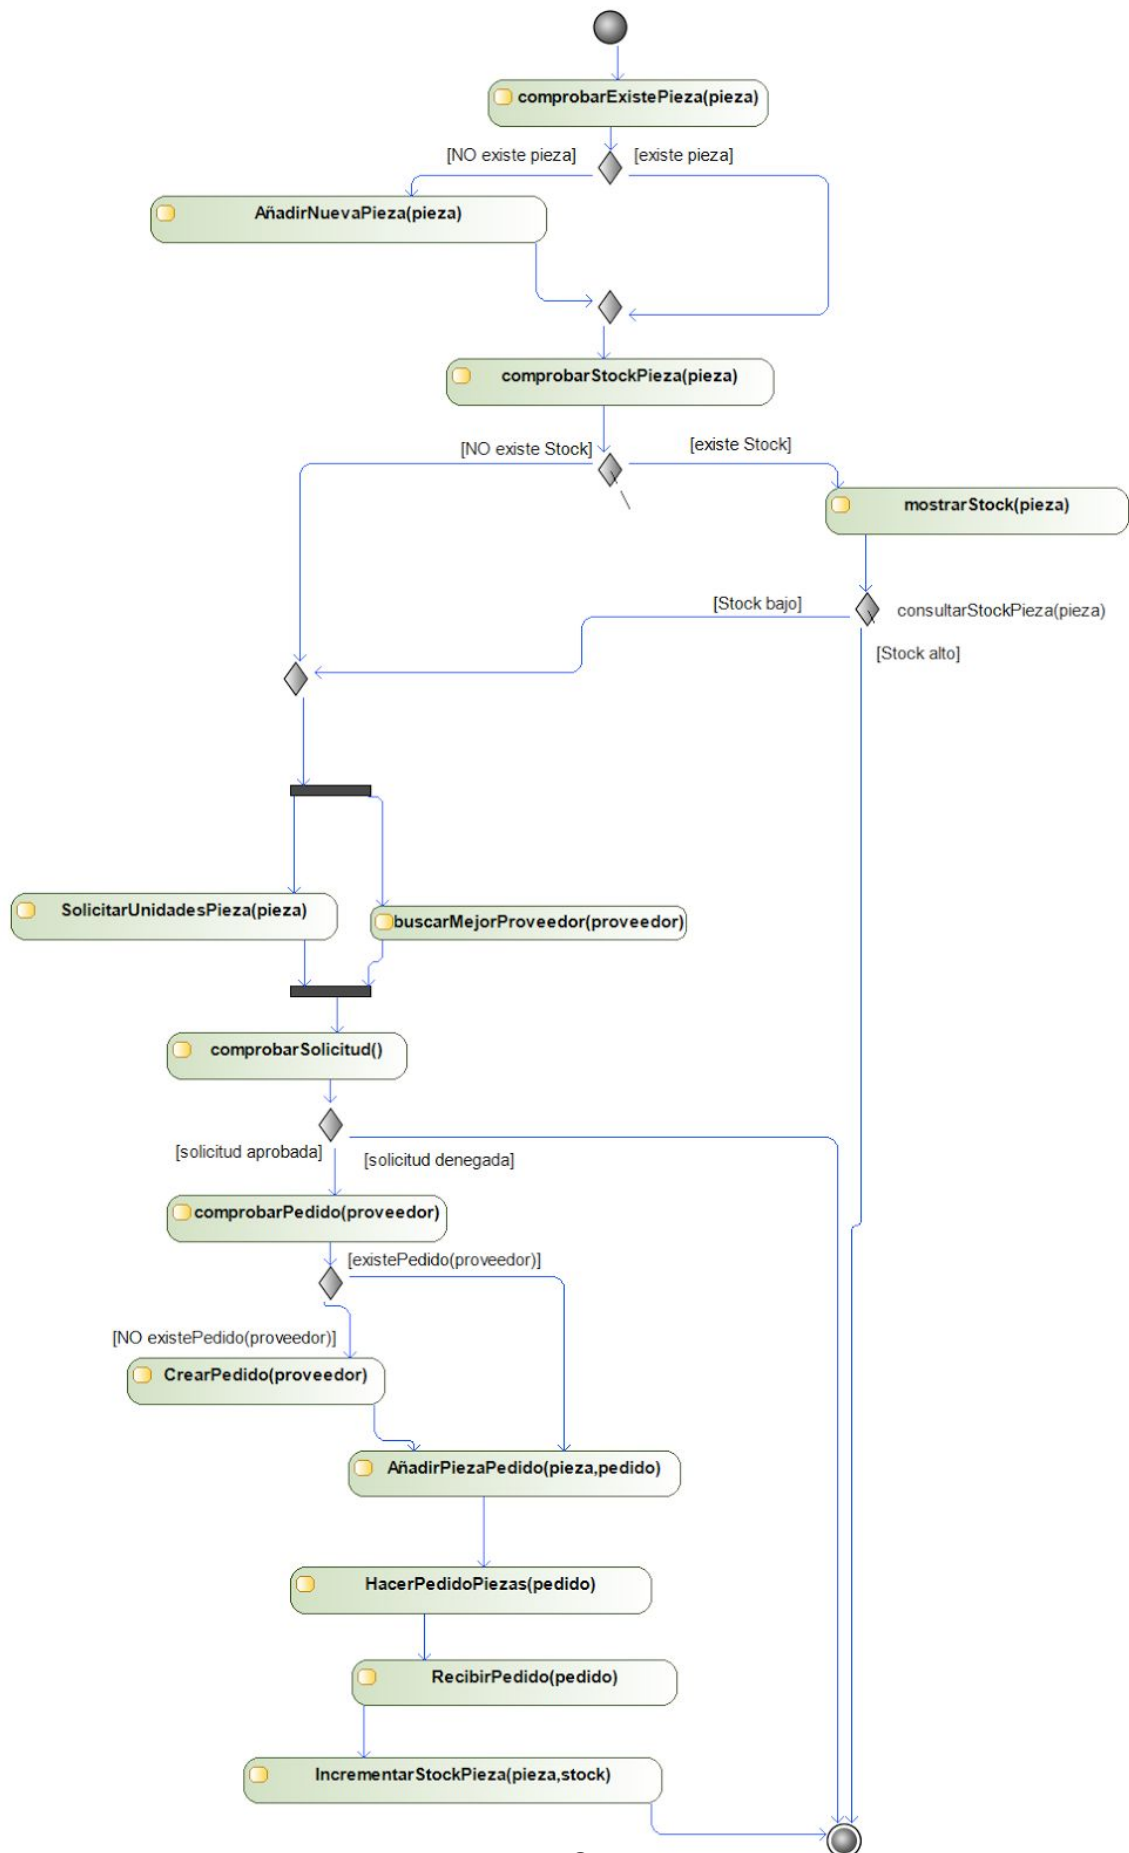 comprobarExistePieza(pieza)
[NO existe pieza]
[existe pieza]
AñadirNuevaPieza(pieza)
comprobarStockPieza(pieza)
[NO existe Stock]
[existe Stock]
mostrarStock(pieza)
[Stock bajo]
consultarStockPieza(pieza)
[Stock alto]
SolicitarUnidadesPieza(pieza)
buscarMejorProveedor(proveedor)
comprobarSolicitud()
[solicitud aprobada]
[solicitud denegada]
comprobarPedido(proveedor)
[existePedido(proveedor)]
[NO existePedido(proveedor)]
CrearPedido(proveedor)
AñadirPiezaPedido(pieza,pedido)
HacerPedidoPiezas(pedido)
RecibirPedido(pedido)
IncrementarStockPieza(pieza,stock)